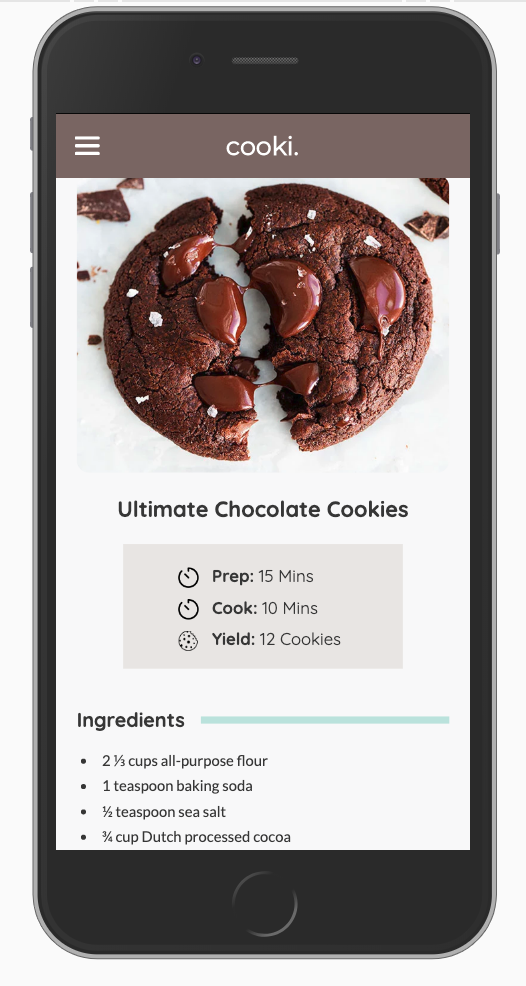 cooki.
Ultimate Chocolate Cookies
Prep: 15 Mins
Cook: 10 Mins
Yield: 12 Cookies
Ingredients
• 2 ⅓ cups all-purpose flour
• 1 teaspoon baking soda
• ½ teaspoon sea salt
• ¾ cup Dutch processed cocoa